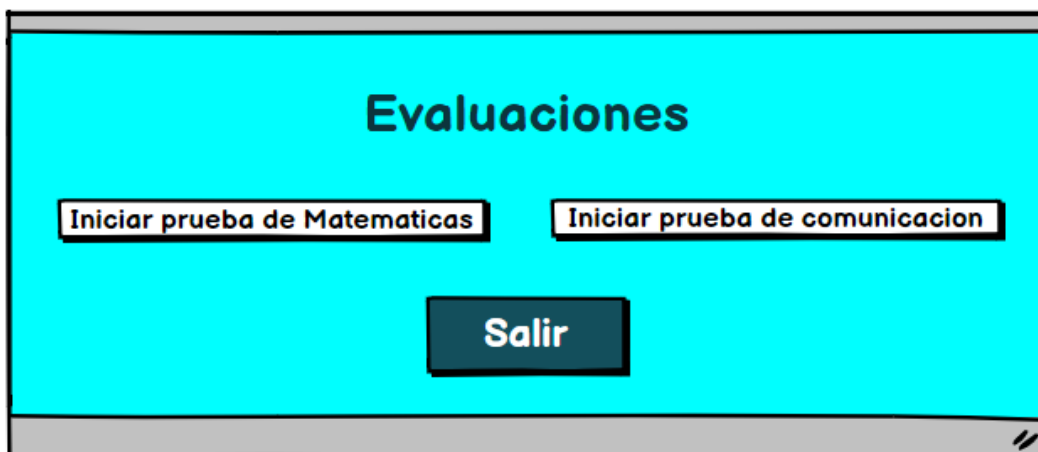 Evaluaciones
Iniciar prueba de Matematicas
Iniciar prueba de comunicacion
Salir